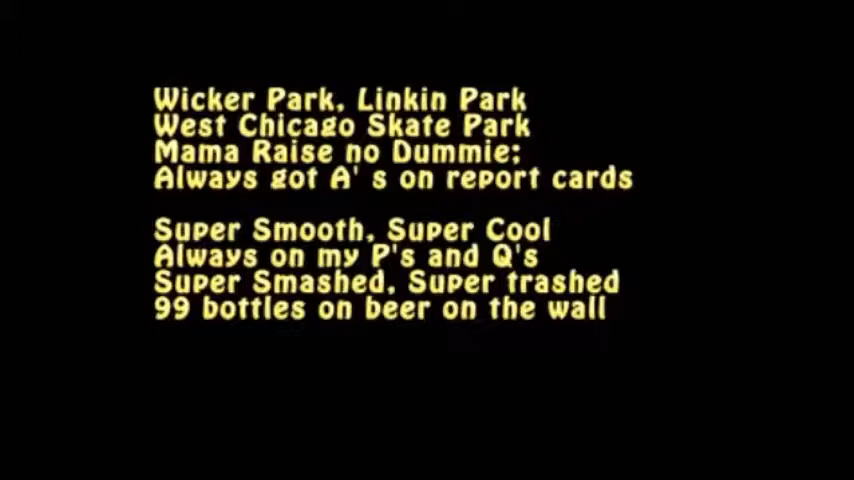 Wicker Park, Linkin Park
West Chicago Skate Park
Mama Raise no Dummie;
Always got A' s on report cards
Super Smooth, Super Cool
Always on my P's and Q's
Super Smashed, Super trashed
99 bottles on beer on the wall